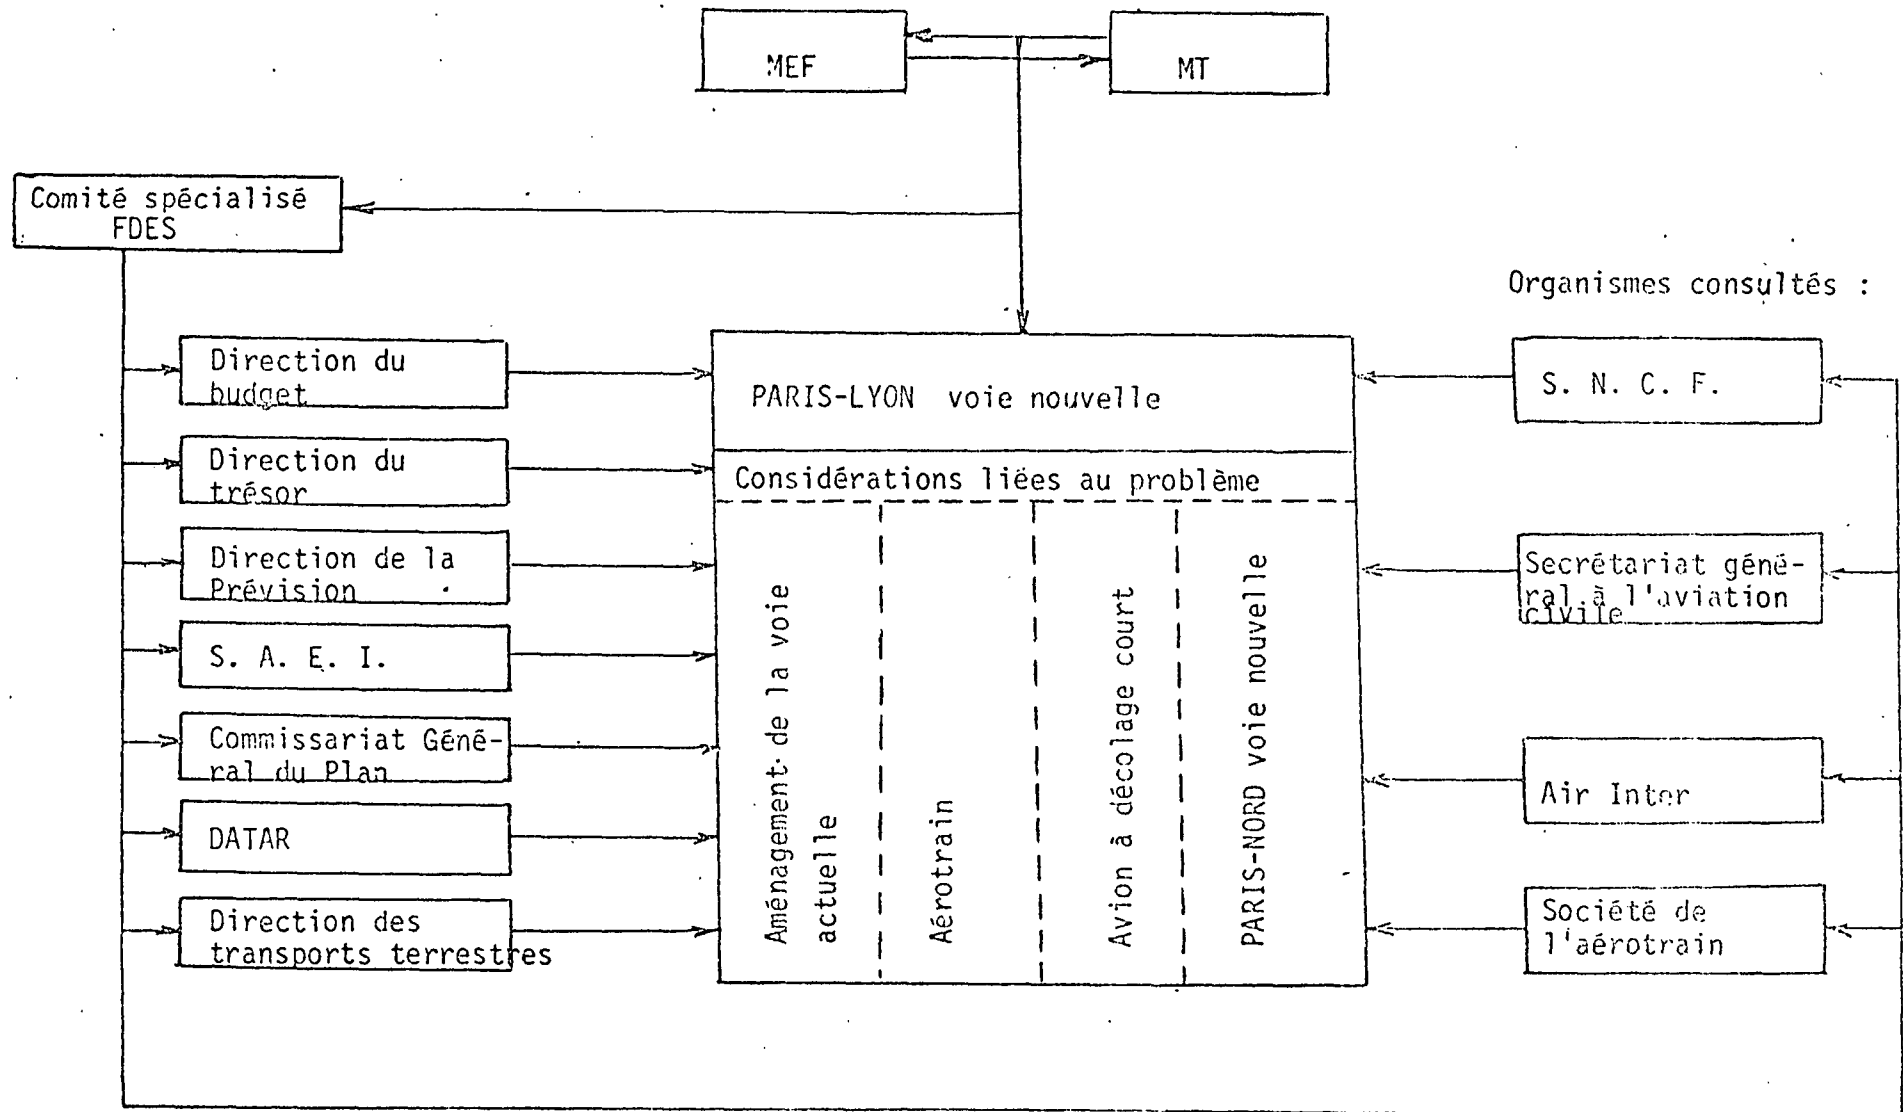 MEF
MT
Comité spécialisé
FDES
Organismes consultés :
Direction du
budget
Direction du
trésor
Direction de la
Prévision
S. A. E. I.
Commissariat Géné-
ral du Plan
DATAR
Direction des
transports terrestres
PARIS-LYON voie nouvelle
Considérations liées au problème
Aménagement de la voie
actuelle
Aérotrain
Avion à décolage court
PARIS-NORD voie nouvelle
S. N. C. F.
Secrétariat géné-
ral à l'aviation
civile
Air Inter
Société de
l'aérotrain